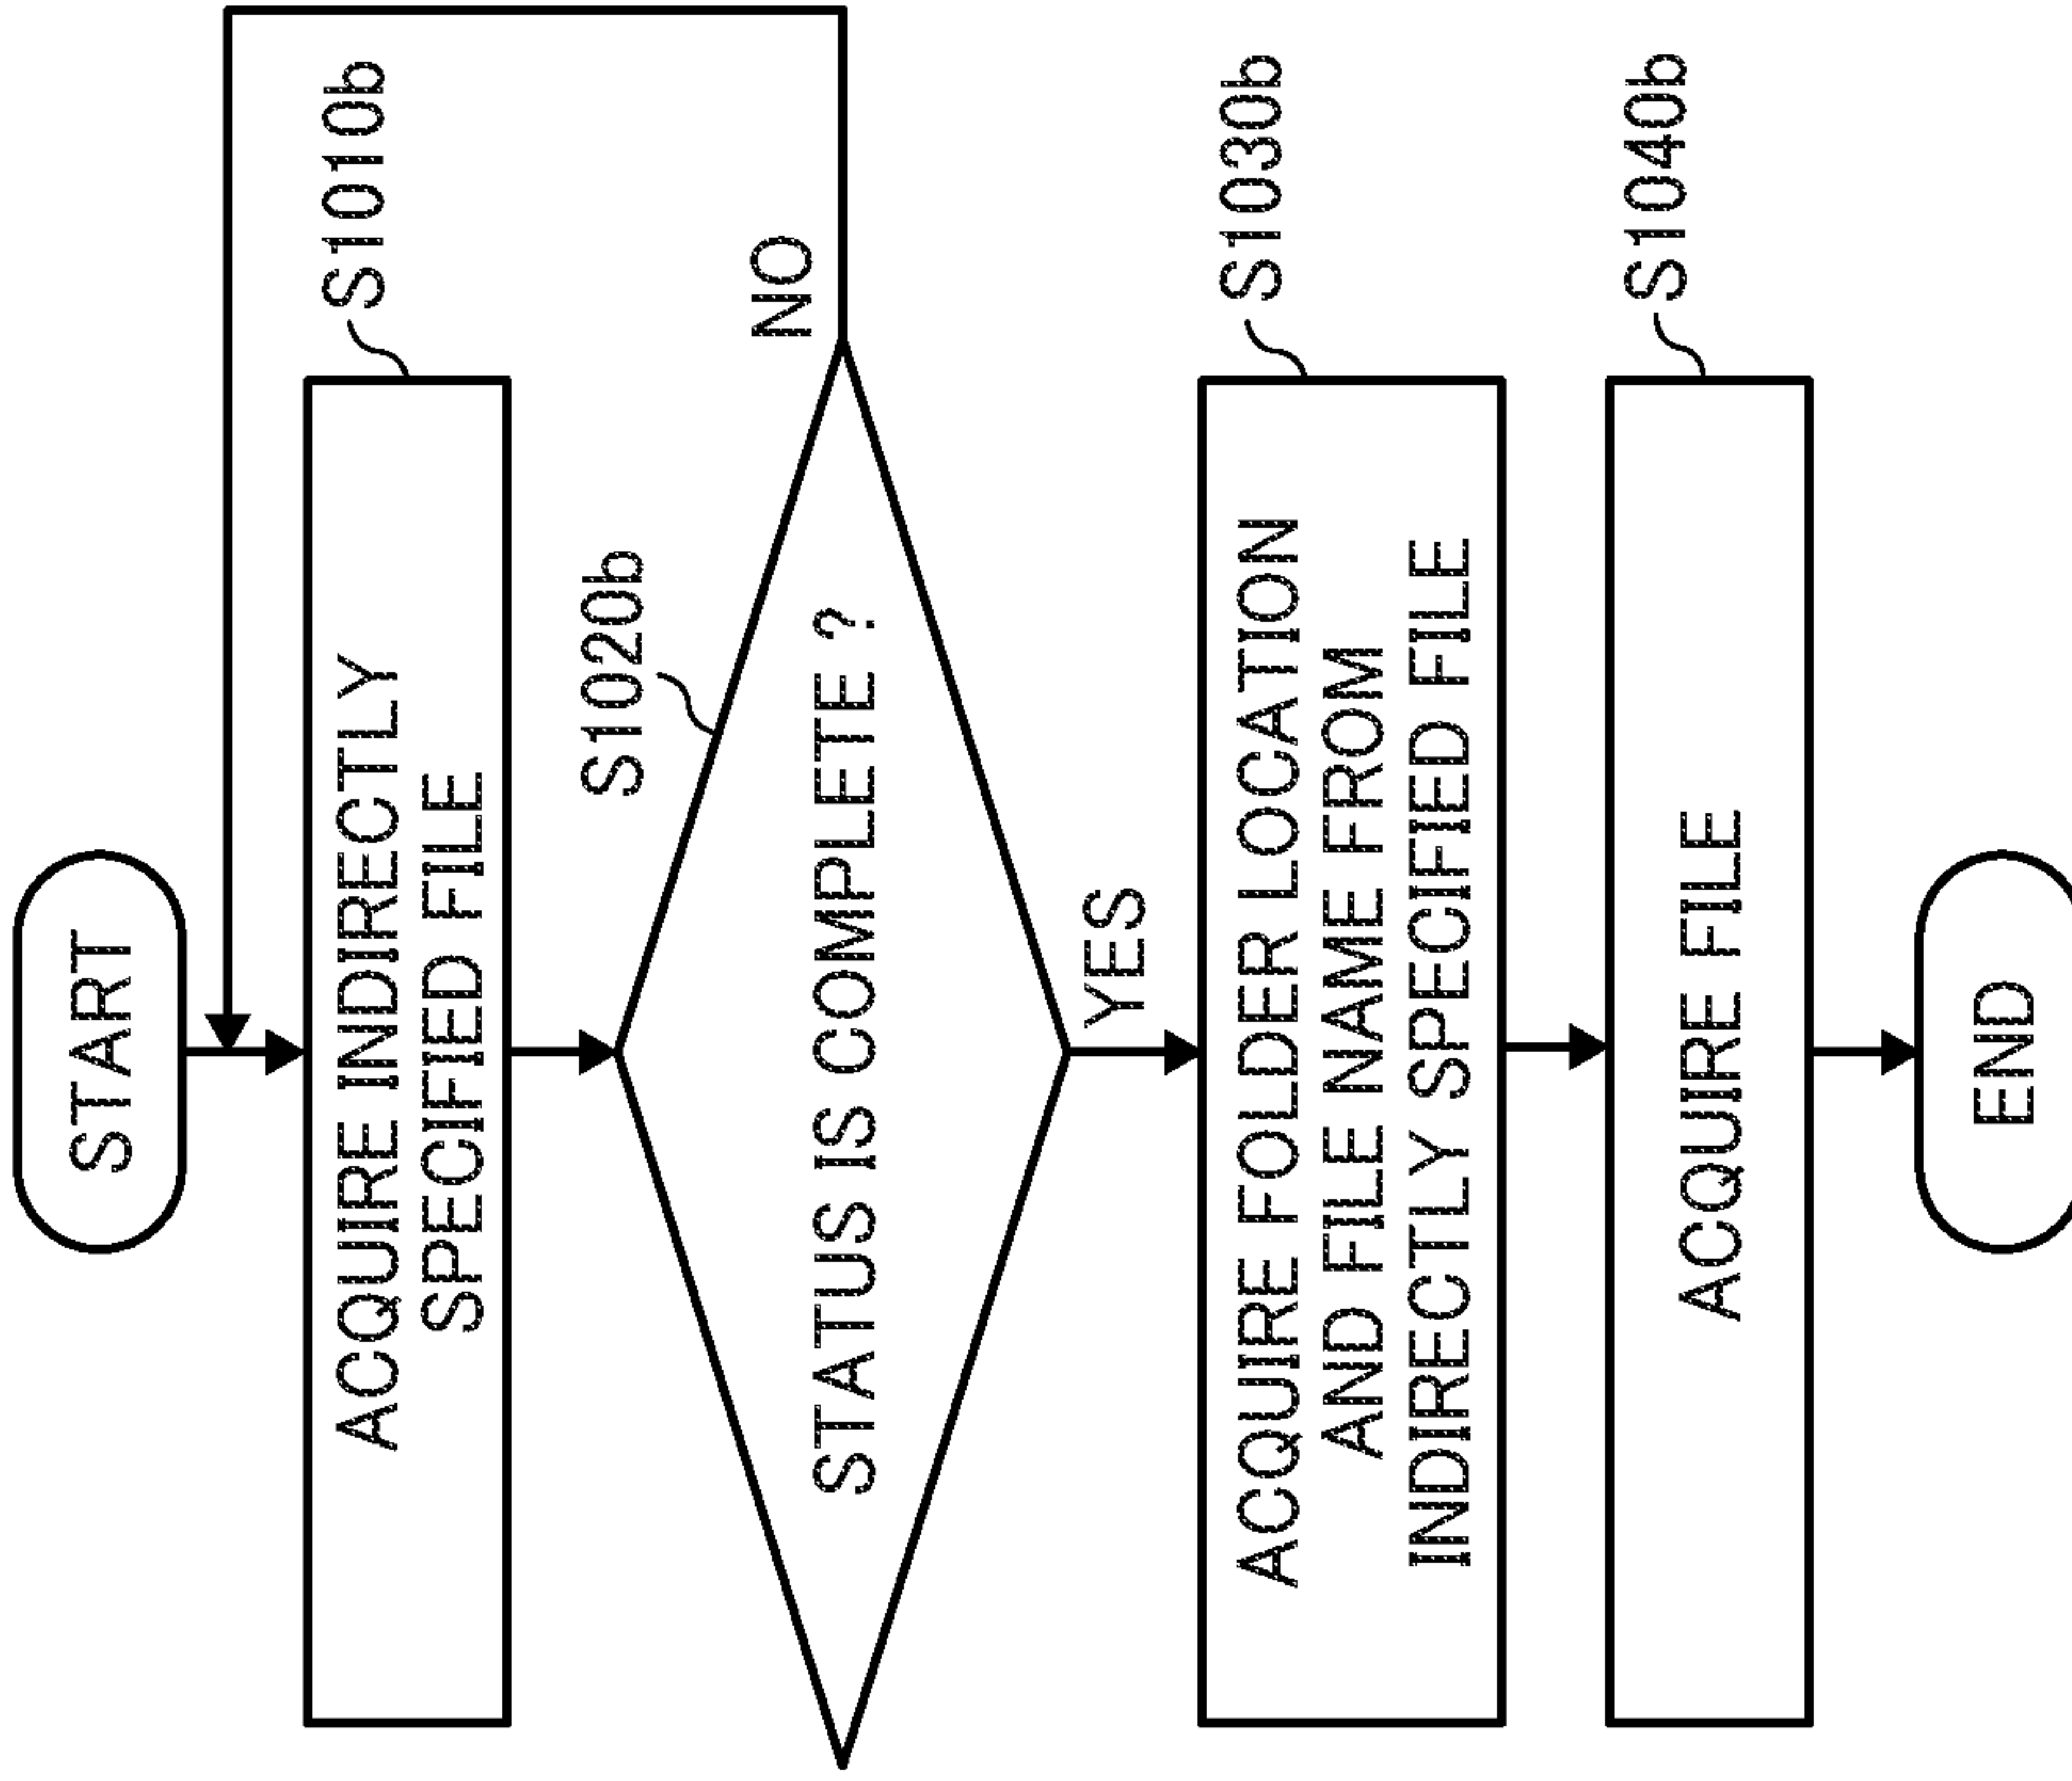 START
ACQUIRE INDIRECTLY
SPECIFIED FILE
S1010b
STATUS IS COMPLETE ?
S1020b
NO
YES
ACQUIRE FOLDER LOCATION
AND FILE NAME FROM
INDIRECTLY SPECIFIED FILE
S1030b
ACQUIRE FILE
S1040b
END